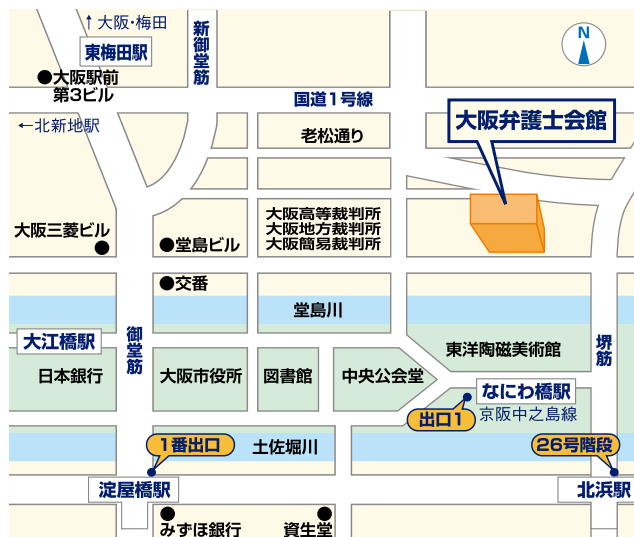 ↑大阪・梅田
東梅田駅
新御堂筋
N
大阪駅前
第3ビル
国道1号線
大阪弁護士会館
←北新地駅
老松通り
大阪三菱ビル
堂島ビル
大阪高等裁判所
大阪地方裁判所
大阪簡易裁判所
交番
堂島川
大江橋駅
御堂筋
東洋陶磁美術館
堺筋
日本銀行
大阪市役所
図書館
中央公会堂
なにわ橋駅
出口1
京阪中之島線
1番出口
土佐堀川
26号階段
淀屋橋駅
北浜駅
みずほ銀行
資生堂